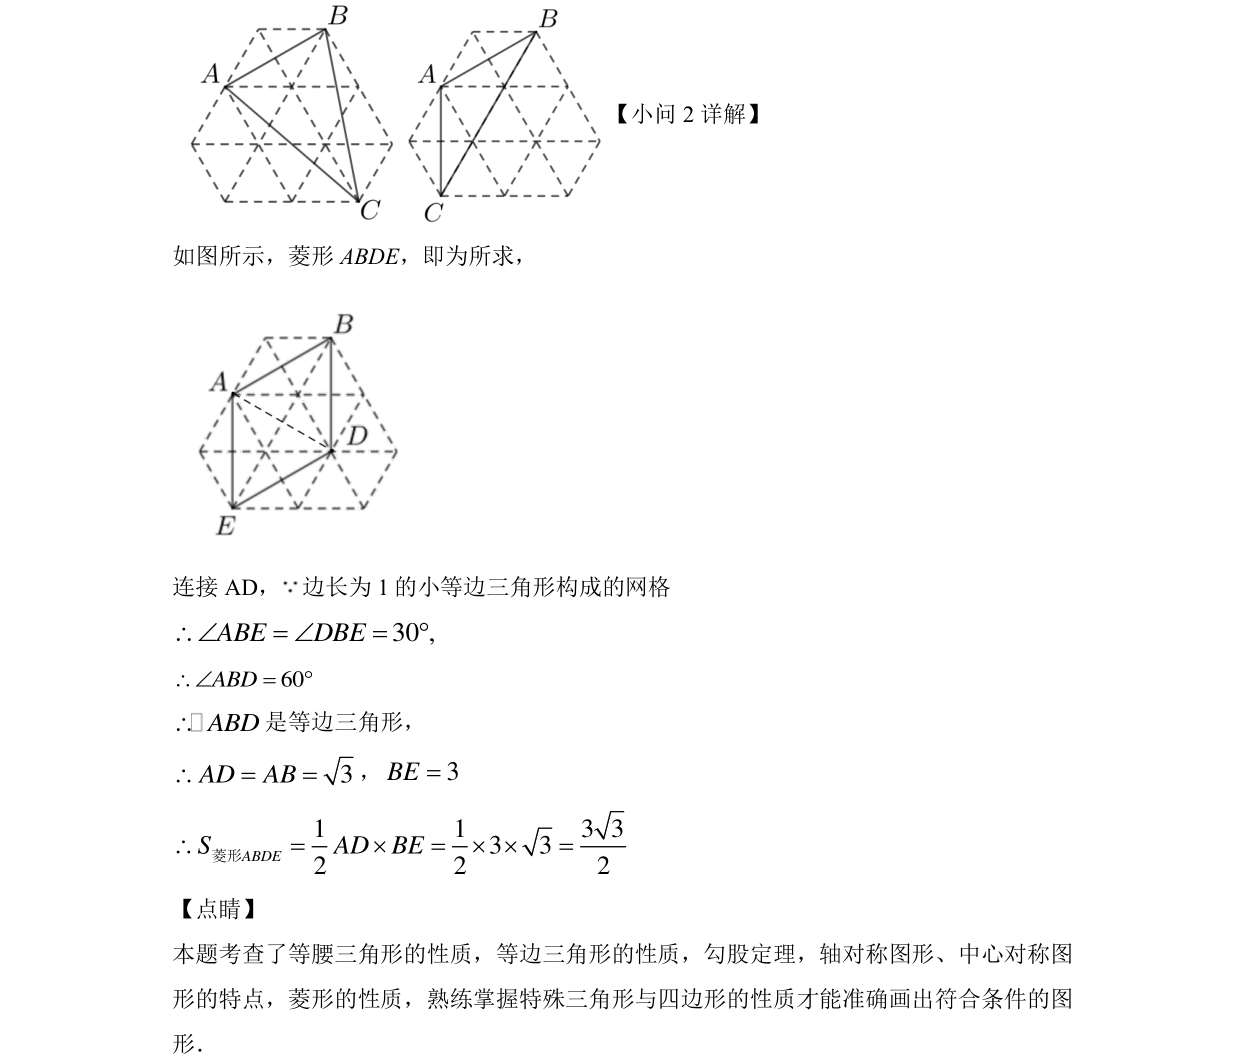 B B
A A
【小问 2 详解】
C C
如图所示，菱形 ABDE，即为所求，
B
A
D
E
连接 AD，∵边长为 1 的小等边三角形构成的网格
∴∠ABE = ∠DBE = 30°,
∴∠ABD = 60°
∴□ ABD 是等边三角形，
∴ AD = AB = √3 ， BE = 3
∴ S菱形ABDE = 1/2 AD × BE = 1/2 × 3 × √3 = 3√3/2
【点睛】
本题考查了等腰三角形的性质，等边三角形的性质，勾股定理，轴对称图形、中心对称图
形的特点，菱形的性质，熟练掌握特殊三角形与四边形的性质才能准确画出符合条件的图
形．